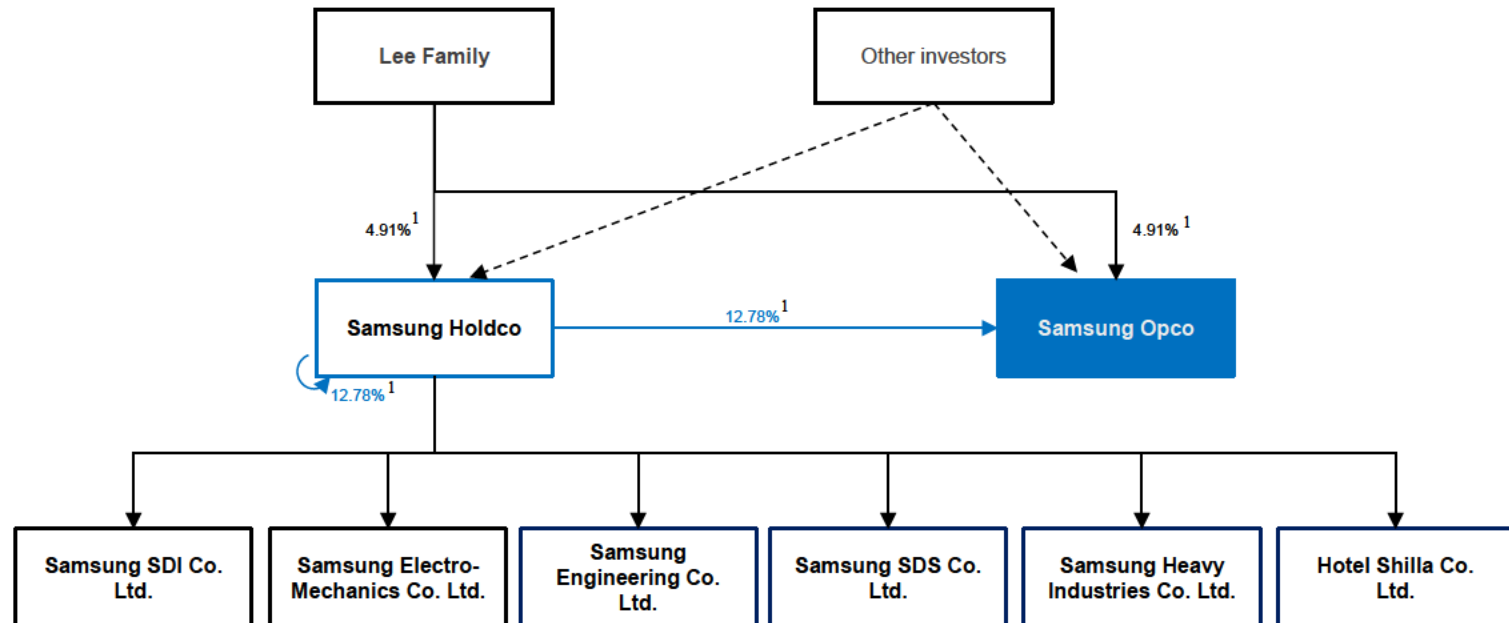 Lee Family
Other investors
4.91%1
4.91% 1
Samsung Holdco
12.78%1
Samsung Opco
12.78%1
Samsung SDI Co.
Ltd.
Samsung Electro-
Mechanics Co. Ltd.
Samsung
Engineering Co.
Ltd.
Samsung SDS Co.
Ltd.
Samsung Heavy
Industries Co. Ltd.
Hotel Shilla Co.
Ltd.